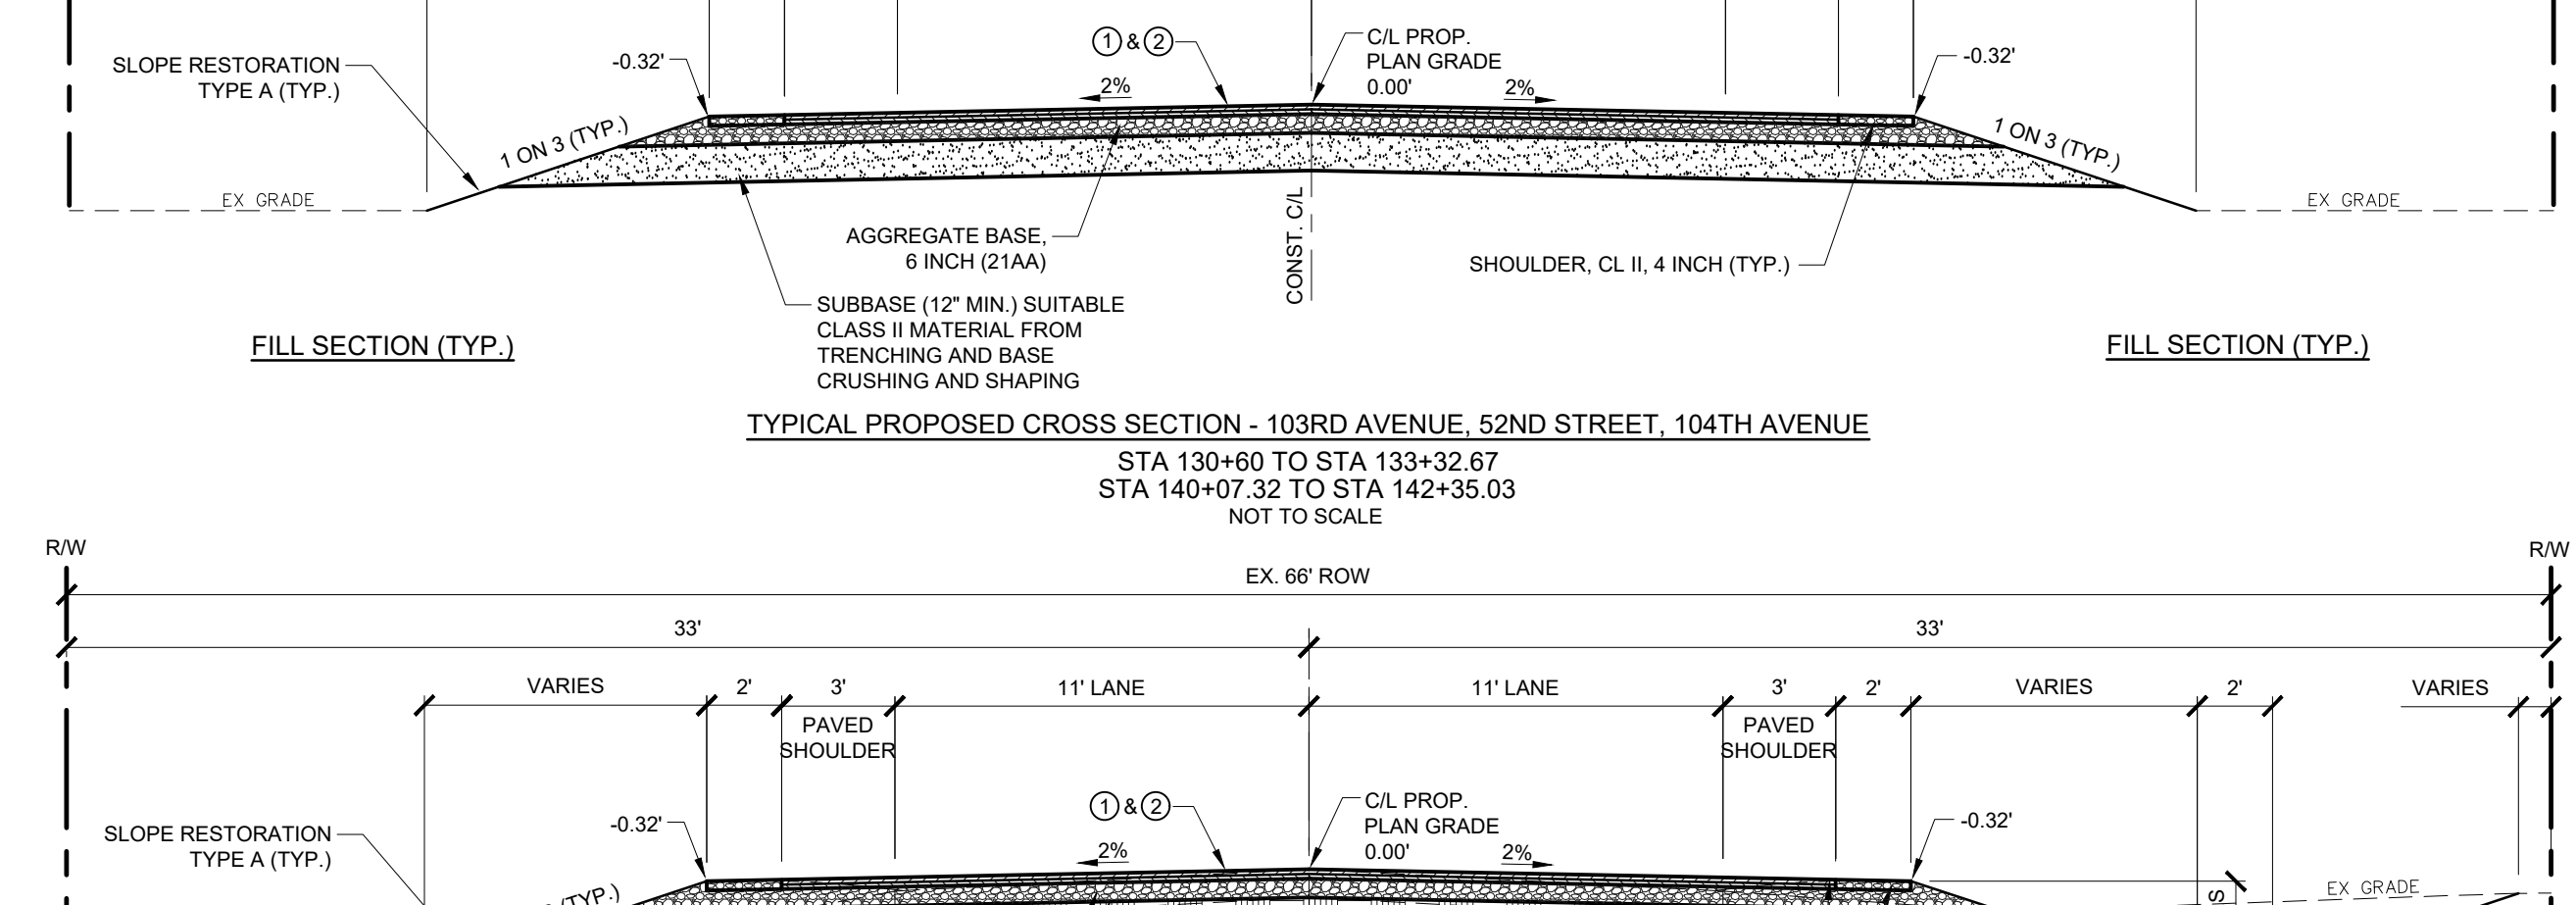 SLOPE RESTORATION
TYPE A (TYP.)
-0.32'
1 & 2
C/L PROP.
PLAN GRADE
0.00'
-0.32'
2%
2%
1 ON 3 (TYP.)
1 ON 3 (TYP.)
EX GRADE
EX GRADE
AGGREGATE BASE,
6 INCH (21AA)
CONST. C/L
SHOULDER, CL II, 4 INCH (TYP.)
SUBBASE (12" MIN.) SUITABLE
CLASS II MATERIAL FROM
TRENCHING AND BASE
CRUSHING AND SHAPING
FILL SECTION (TYP.)
FILL SECTION (TYP.)
TYPICAL PROPOSED CROSS SECTION - 103RD AVENUE, 52ND STREET, 104TH AVENUE
STA 130+60 TO STA 133+32.67
STA 140+07.32 TO STA 142+35.03
NOT TO SCALE
R/W
R/W
EX. 66' ROW
33'
33'
VARIES
2'
3'
11' LANE
11' LANE
3'
2'
VARIES
2'
VARIES
PAVED
SHOULDER
PAVED
SHOULDER
SLOPE RESTORATION
TYPE A (TYP.)
-0.32'
1 & 2
C/L PROP.
PLAN GRADE
0.00'
-0.32'
2%
2%
(TYP.)
EX GRADE
S